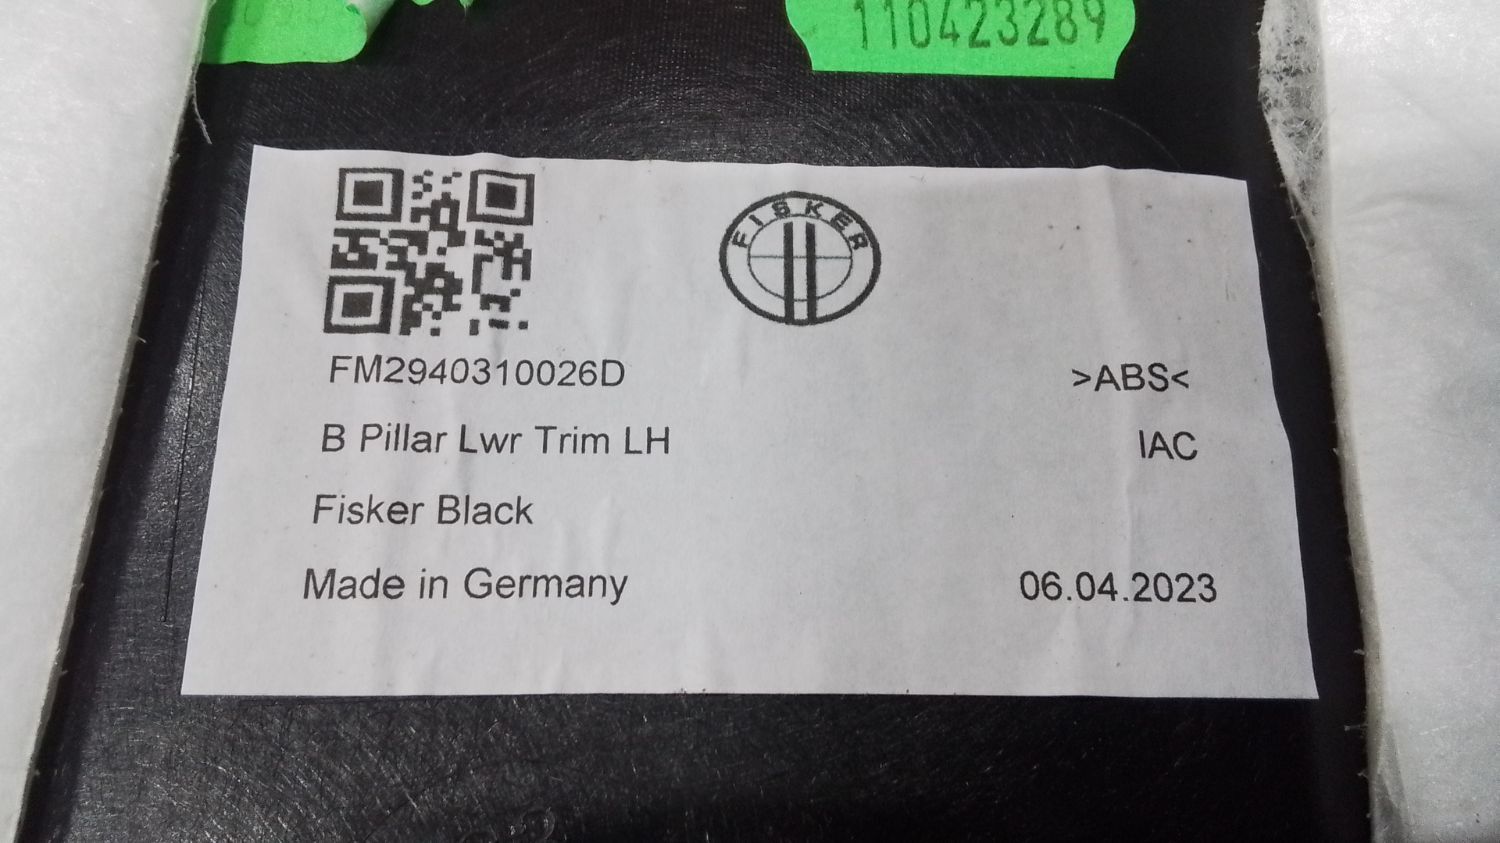 110423289
FISKER
FM2940310026D
>ABS<
B Pillar Lwr Trim LH
IAC
Fisker Black
Made in Germany
06.04.2023